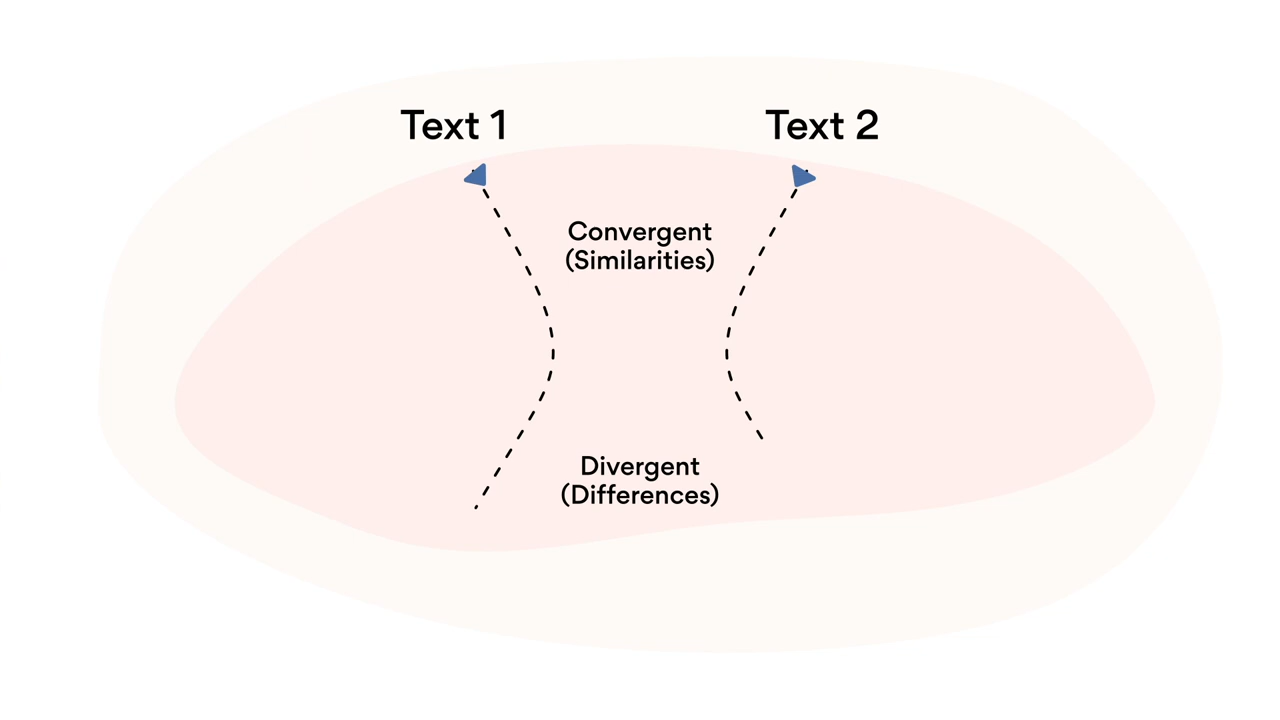 Text 1
Text 2
Convergent
(Similarities)
Divergent
(Differences)